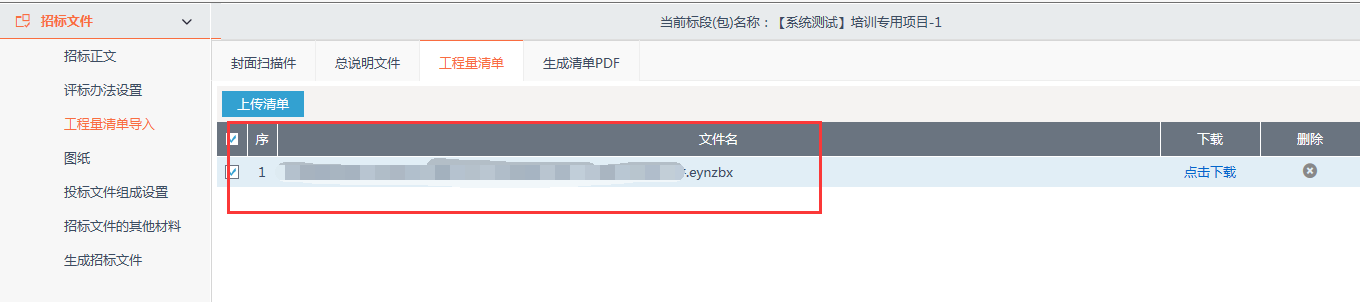 招标文件
当前标段(包)名称：【系统测试】培训专用项目-1
招标正文
评标办法设置
工程量清单导入
图纸
投标文件组成设置
招标文件的其他材料
生成招标文件
封面扫描件 总说明文件 工程量清单 生成清单PDF
上传清单
序 文件名 下载 删除
1 .eynzbx 点击下载